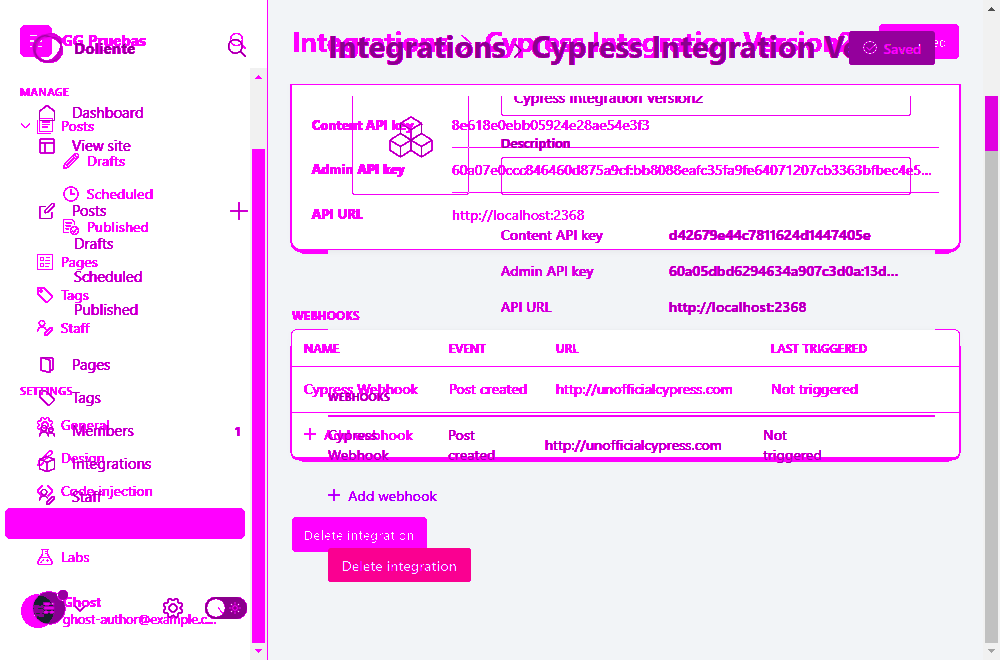 GG Pruebas
Doliente
Integrations > Cypress Integration Version2
Integrations > Cypress Integration Ve
Saved
MANAGE
Dashboard
Posts
View site
Drafts
Scheduled
Posts
Published
Drafts
Pages
Scheduled
Tags
Published
Staff
Pages
SETTINGS
Tags
General
Members 1
Design
Integrations
Code injection
Staff
Labs
Ghost
ghost-author@example.c...
Cypress Integration Version2
Content API key 8e618e0ebb05924e28ae54e3f3
Description
Admin API key
API URL http://localhost:2368
Content API key d42679e44c7811624d1447405e
Admin API key 60a05dbd6294634a907c3d0a:13d...
API URL http://localhost:2368
WEBHOOKS
NAME EVENT URL LAST TRIGGERED
Cypress Webhook Post created http://unofficialcypress.com Not triggered
WEBHOOKS
Add webhook
Cypress Webhook Post created http://unofficialcypress.com Not triggered
Add webhook
Delete integration
Delete integration